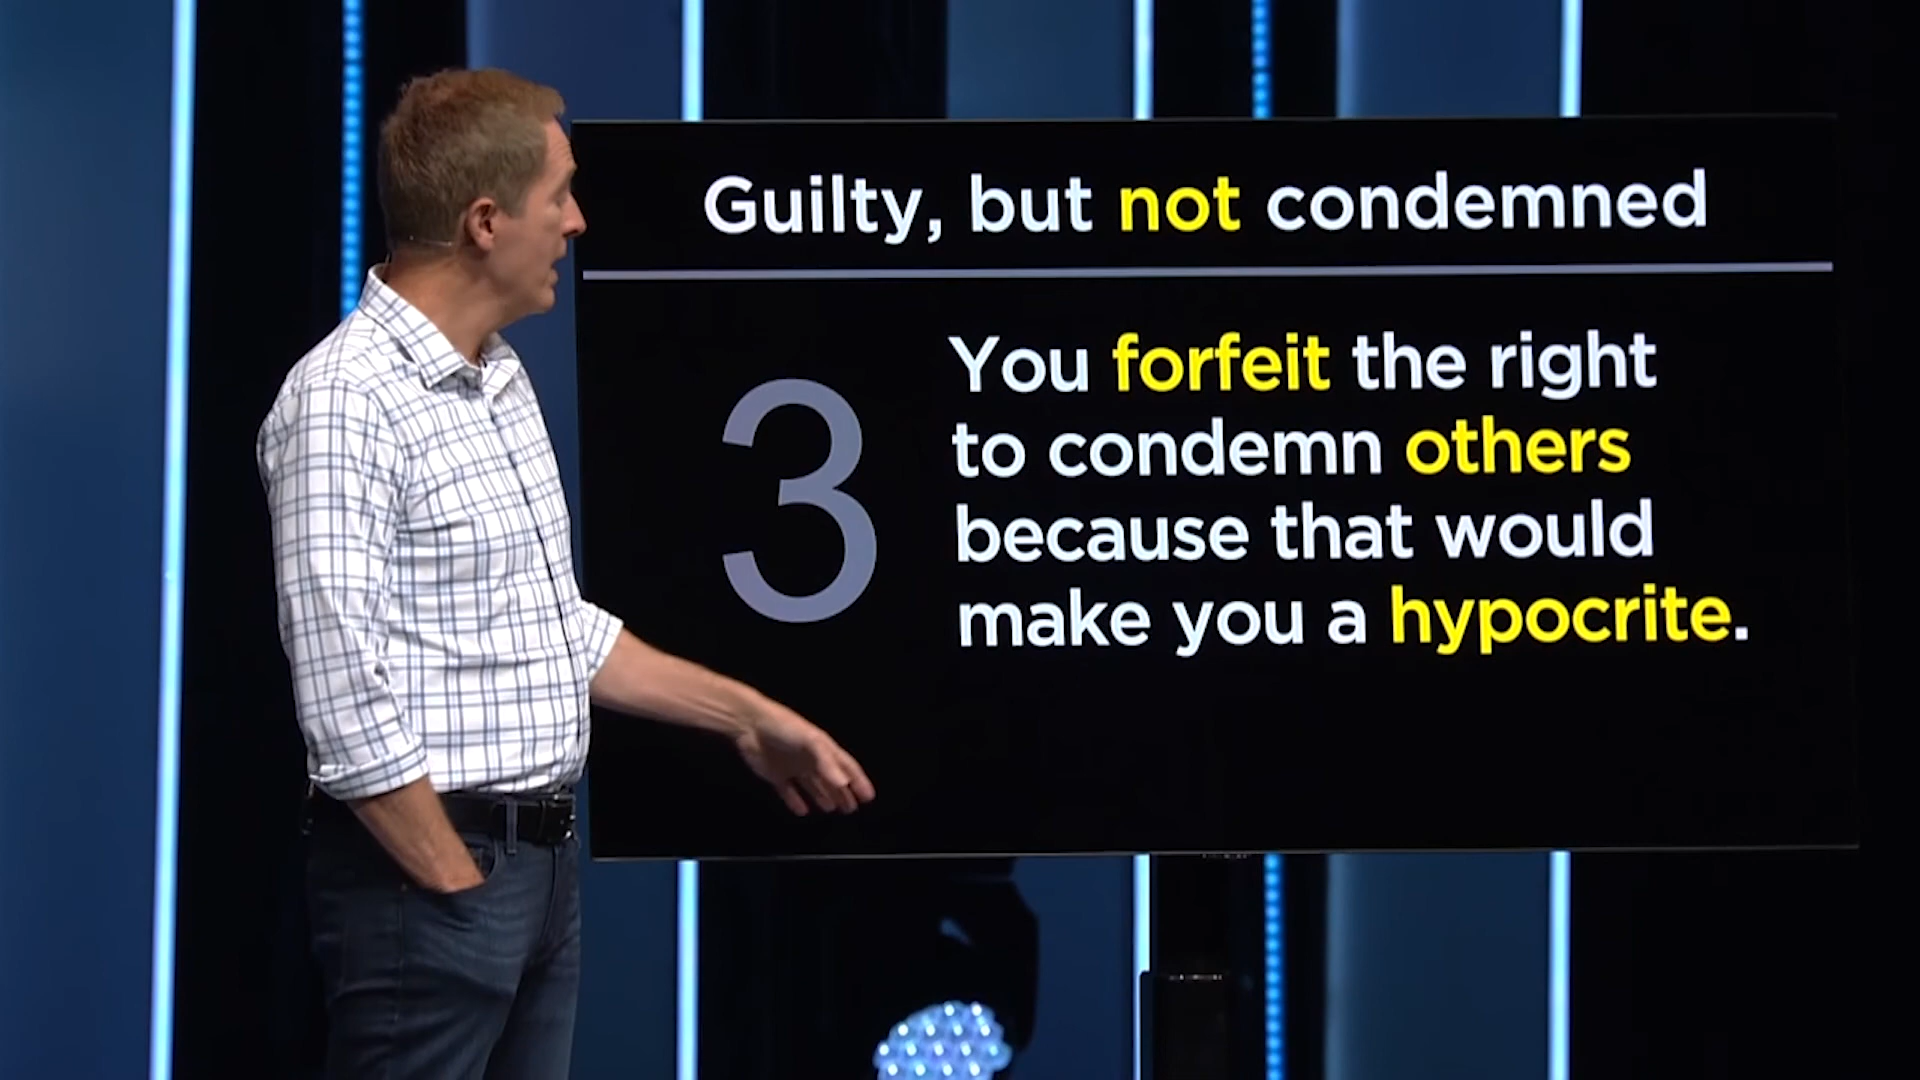 Guilty, but not condemned
3
You forfeit the right
to condemn others
because that would
make you a hypocrite.